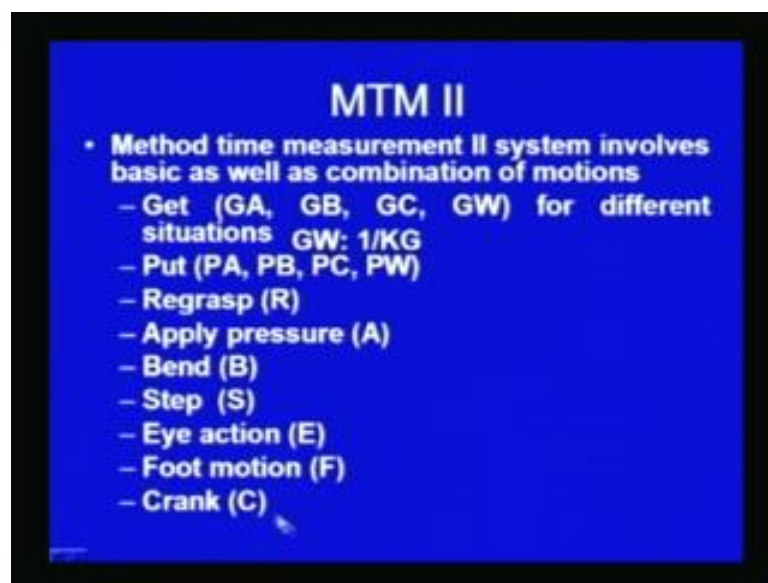 MTM II
• Method time measurement II system involves
basic as well as combination of motions
– Get (GA, GB, GC, GW) for different
situations GW: 1/KG
– Put (PA, PB, PC, PW)
– Regrasp (R)
– Apply pressure (A)
– Bend (B)
– Step (S)
– Eye action (E)
– Foot motion (F)
– Crank (C)